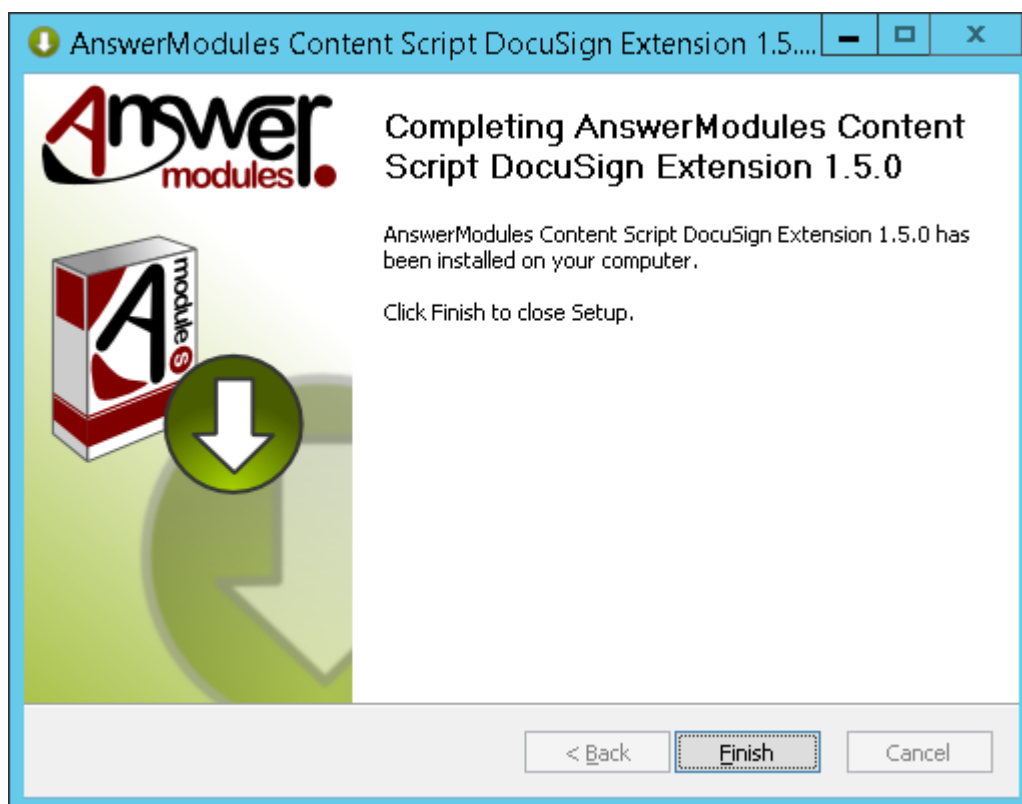 AnswerModules Content Script DocuSign Extension 1.5....
Answer
modules
Completing AnswerModules Content
Script DocuSign Extension 1.5.0
AnswerModules Content Script DocuSign Extension 1.5.0 has
been installed on your computer.
Click Finish to close Setup.
A
module s
< Back
Finish
Cancel